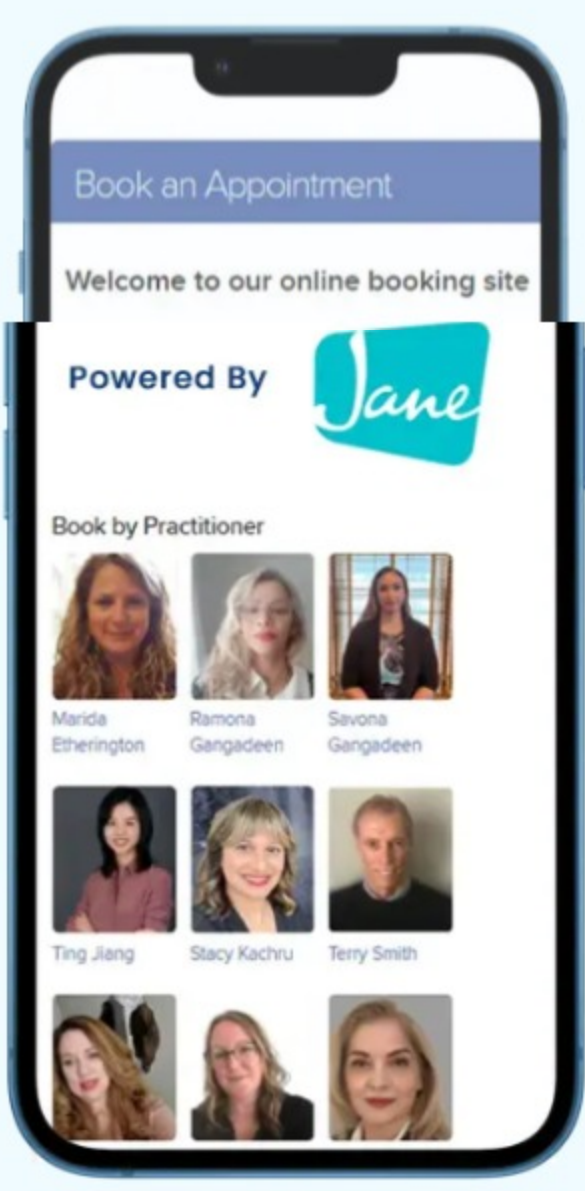 Book an Appointment
Welcome to our online booking site
Powered By
Jane
Book by Practitioner
Marida
Etherington
Ramona
Gangadeen
Savona
Gangadeen
Ting Jiang
Stacy Kachru
Terry Smith